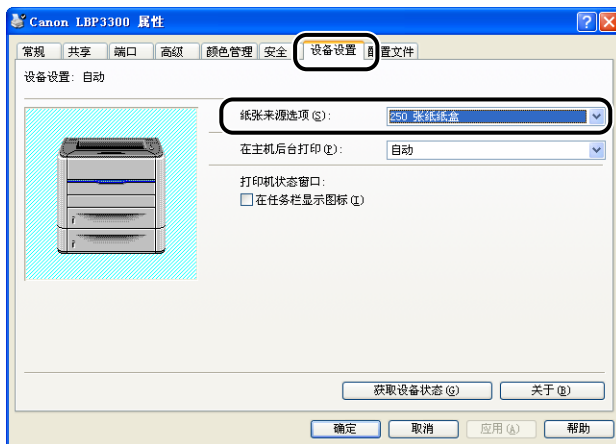 Canon LBP3300 属性
常规 共享 端口 高级 颜色管理 安全 设备设置 配置文件
设备设置: 自动
纸张来源选项(S): 250 张纸纸盒
在主机后台打印(P): 自动
打印机状态窗口:
在任务栏显示图标(I)
获取设备状态(G) 关于(B)
确定 取消 应用(A) 帮助